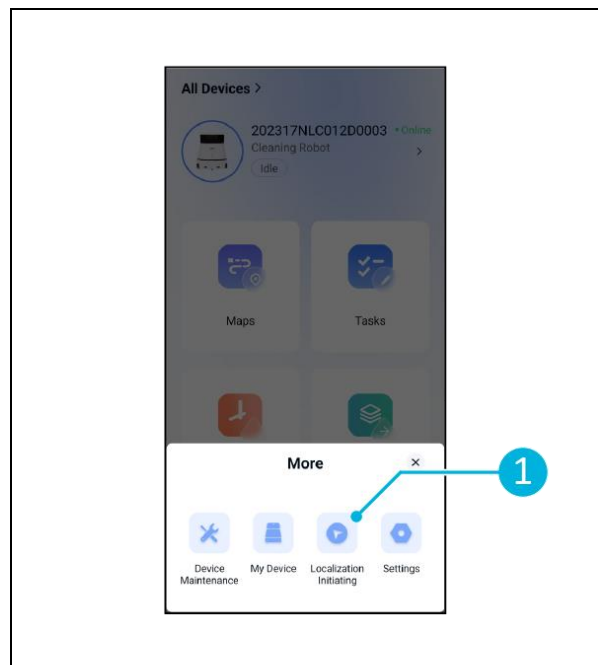 All Devices >
202317NLC012D0003 • Online
Cleaning Robot >
Idle
Maps
Tasks
More ×
1
Device Maintenance
My Device
Localization Initiating
Settings